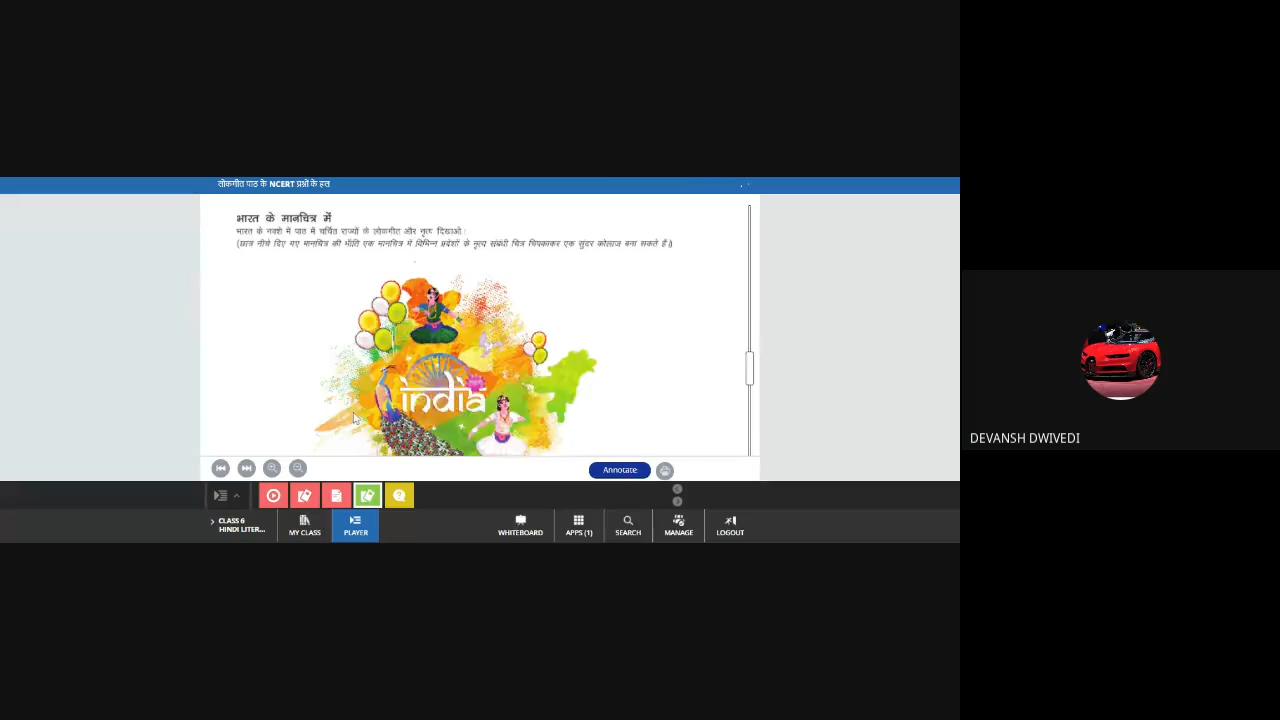 लोकगीत पाठ के NCERT प्रश्नों के हल
भारत के मानचित्र में
भारत के नक्शे में पाठ में चर्चित राज्यों के लोकगीत और नृत्य दिखाओ।
(छात्र नीचे दिए गए मानचित्र की भाँति एक मानचित्र में विभिन्न प्रदेशों के नृत्य संबंधी चित्र चिपकाकर एक सुंदर कोलाज बना सकते हैं।)
india
Annotate
CLASS 6
HINDI LITER...
MY CLASS
PLAYER
WHITEBOARD
APPS (1)
SEARCH
MANAGE
LOGOUT
DEVANSH DWIVEDI